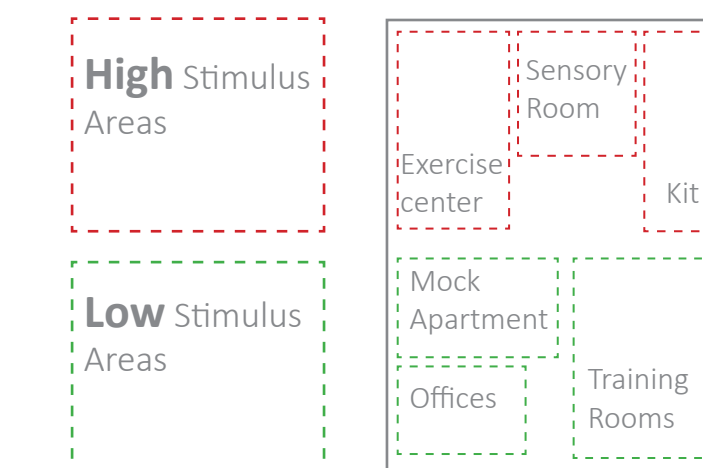 High Stimulus
Areas
Low Stimulus
Areas
Sensory
Room
Exercise
center
Kit
Mock
Apartment
Offices
Training
Rooms